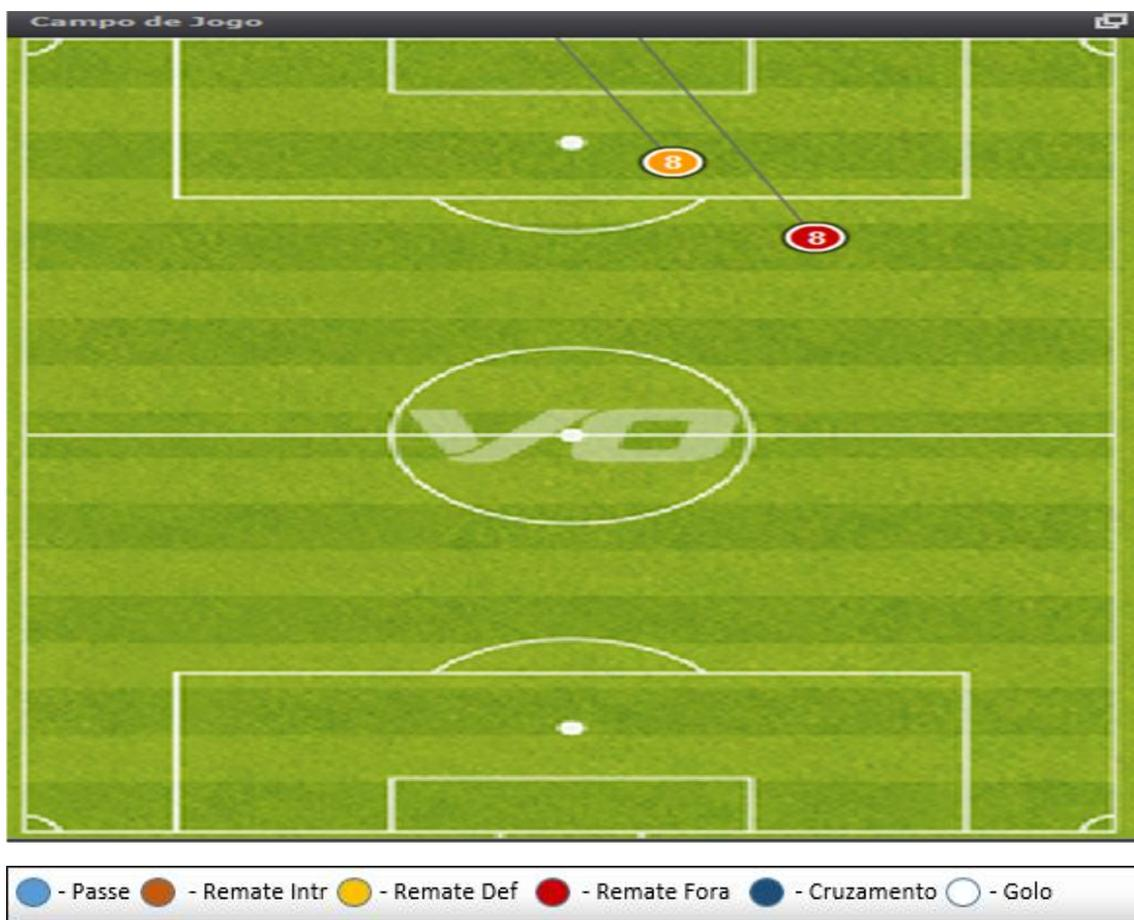 Campo de Jogo
8
8
VO
- Passe - Remate Intr - Remate Def - Remate Fora - Cruzamento - Golo